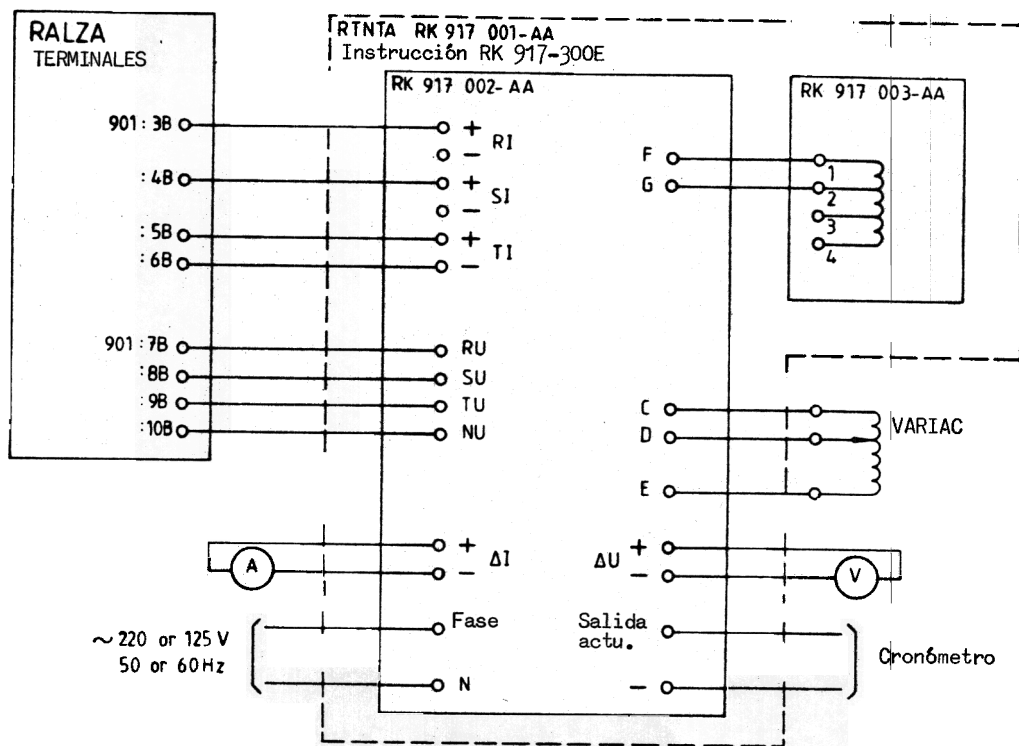 RALZA
TERMINALES
901:3B
:4B
:5B
:6B
901:7B
:8B
:9B
:10B
RTNTA RK 917 001-AA
Instrucción RK 917-300E
RK 917 002-AA
+
RI
-
+
SI
-
+
TI
-
RU
SU
TU
NU
F
G
RK 917 003-AA
1
2
3
4
C
D
E
VARIAC
A
+
ΔI
-
ΔU
+
-
V
~220 or 125 V
50 or 60Hz
Fase
N
Salida
actu.
-
Cronómetro